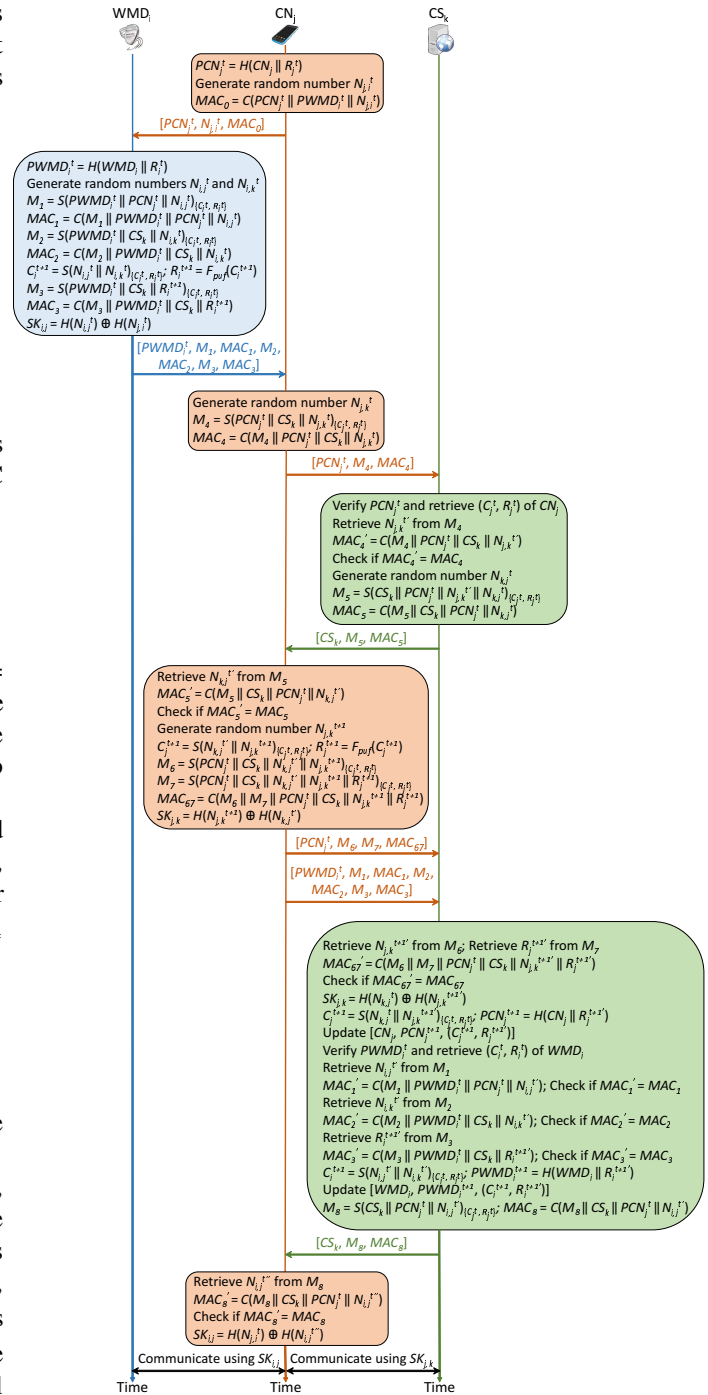 WMD_i
CN_j
CS_k
PCN_j^t = H(CN_j || R_j^t)
Generate random number N_{j,i}^t
MAC_0 = C(PCN_j^t || PWMD_i^t || N_{j,i}^t)
[PCN_j^t, N_{j,i}^t, MAC_0]
PWMD_i^t = H(WMD_i || R_i^t)
Generate random numbers N_{i,j}^t and N_{i,k}^t
M_1 = S(PWMD_i^t || PCN_j^t || N_{i,j}^t)_{{C_i^t, R_i^t}}
MAC_1 = C(M_1 || PWMD_i^t || PCN_j^t || N_{i,j}^t)
M_2 = S(PWMD_i^t || CS_k || N_{i,k}^t)_{{C_i^t, R_i^t}}
MAC_2 = C(M_2 || PWMD_i^t || CS_k || N_{i,k}^t)
C_i^{t+1} = S(N_{i,j}^t || N_{i,k}^t)_{{C_i^t, R_i^t}}; R_i^{t+1} = F_{puf}(C_i^{t+1})
M_3 = S(PWMD_i^t || CS_k || R_i^{t+1})_{{C_i^t, R_i^t}}
MAC_3 = C(M_3 || PWMD_i^t || CS_k || R_i^{t+1})
SK_{i,j} = H(N_{i,j}^t) ⊕ H(N_{j,i}^t)
[PWMD_i^t, M_1, MAC_1, M_2,
MAC_2, M_3, MAC_3]
Generate random number N_{j,k}^t
M_4 = S(PCN_j^t || CS_k || N_{j,k}^t)_{{C_j^t, R_j^t}}
MAC_4 = C(M_4 || PCN_j^t || CS_k || N_{j,k}^t)
[PCN_j^t, M_4, MAC_4]
Verify PCN_j^t and retrieve (C_j^t, R_j^t) of CN_j
Retrieve N_{j,k}^{t'} from M_4
MAC_4' = C(M_4 || PCN_j^t || CS_k || N_{j,k}^{t'})
Check if MAC_4' = MAC_4
Generate random number N_{k,j}^t
M_5 = S(CS_k || PCN_j^t || N_{j,k}^{t'} || N_{k,j}^t)_{{C_j^t, R_j^t}}
MAC_5 = C(M_5 || CS_k || PCN_j^t || N_{k,j}^t)
[CS_k, M_5, MAC_5]
Retrieve N_{k,j}^{t'} from M_5
MAC_5' = C(M_5 || CS_k || PCN_j^t || N_{k,j}^{t'})
Check if MAC_5' = MAC_5
Generate random number N_{j,k}^{t+1}
C_j^{t+1} = S(N_{k,j}^{t'} || N_{j,k}^{t+1})_{{C_j^t, R_j^t}}; R_j^{t+1} = F_{puf}(C_j^{t+1})
M_6 = S(PCN_j^t || CS_k || N_{k,j}^{t'} || N_{j,k}^{t+1})_{{C_j^t, R_j^t}}
M_7 = S(PCN_j^t || CS_k || N_{k,j}^{t'} || N_{j,k}^{t+1} || R_j^{t+1})_{{C_j^t, R_j^t}}
MAC_67 = C(M_6 || M_7 || PCN_j^t || CS_k || N_{j,k}^{t+1} || R_j^{t+1})
SK_{j,k} = H(N_{j,k}^{t+1}) ⊕ H(N_{k,j}^{t'})
[PCN_j^t, M_6, M_7, MAC_67]
[PWMD_i^t, M_1, MAC_1, M_2,
MAC_2, M_3, MAC_3]
Retrieve N_{j,k}^{t+1'} from M_6; Retrieve R_j^{t+1'} from M_7
MAC_67' = C(M_6 || M_7 || PCN_j^t || CS_k || N_{j,k}^{t+1'} || R_j^{t+1'})
Check if MAC_67' = MAC_67
SK_{j,k} = H(N_{k,j}^t) ⊕ H(N_{j,k}^{t+1'})
C_j^{t+1} = S(N_{k,j}^t || N_{j,k}^{t+1'})_{{C_j^t, R_j^t}}; PCN_j^{t+1} = H(CN_j || R_j^{t+1'})
Update [CN_j, PCN_j^{t+1}, (C_j^{t+1}, R_j^{t+1'})]
Verify PWMD_i^t and retrieve (C_i^t, R_i^t) of WMD_i
Retrieve N_{i,j}^{t'} from M_1
MAC_1' = C(M_1 || PWMD_i^t || PCN_j^t || N_{i,j}^{t'}); Check if MAC_1' = MAC_1
Retrieve N_{i,k}^{t'} from M_2
MAC_2' = C(M_2 || PWMD_i^t || CS_k || N_{i,k}^{t'}); Check if MAC_2' = MAC_2
Retrieve R_i^{t+1'} from M_3
MAC_3' = C(M_3 || PWMD_i^t || CS_k || R_i^{t+1'}); Check if MAC_3' = MAC_3
C_i^{t+1} = S(N_{i,j}^{t'} || N_{i,k}^{t'})_{{C_i^t, R_i^t}}; PWMD_i^{t+1} = H(WMD_i || R_i^{t+1'})
Update [WMD_i, PWMD_i^{t+1}, (C_i^{t+1}, R_i^{t+1'})]
M_8 = S(CS_k || PCN_j^t || N_{i,j}^{t'})_{{C_j^t, R_j^t}}; MAC_8 = C(M_8 || CS_k || PCN_j^t || N_{i,j}^{t'})
[CS_k, M_8, MAC_8]
Retrieve N_{i,j}^{t''} from M_8
MAC_8' = C(M_8 || CS_k || PCN_j^t || N_{i,j}^{t''})
Check if MAC_8' = MAC_8
SK_{i,j} = H(N_{j,i}^t) ⊕ H(N_{i,j}^{t''})
Communicate using SK_{i,j}
Communicate using SK_{j,k}
Time
Time
Time